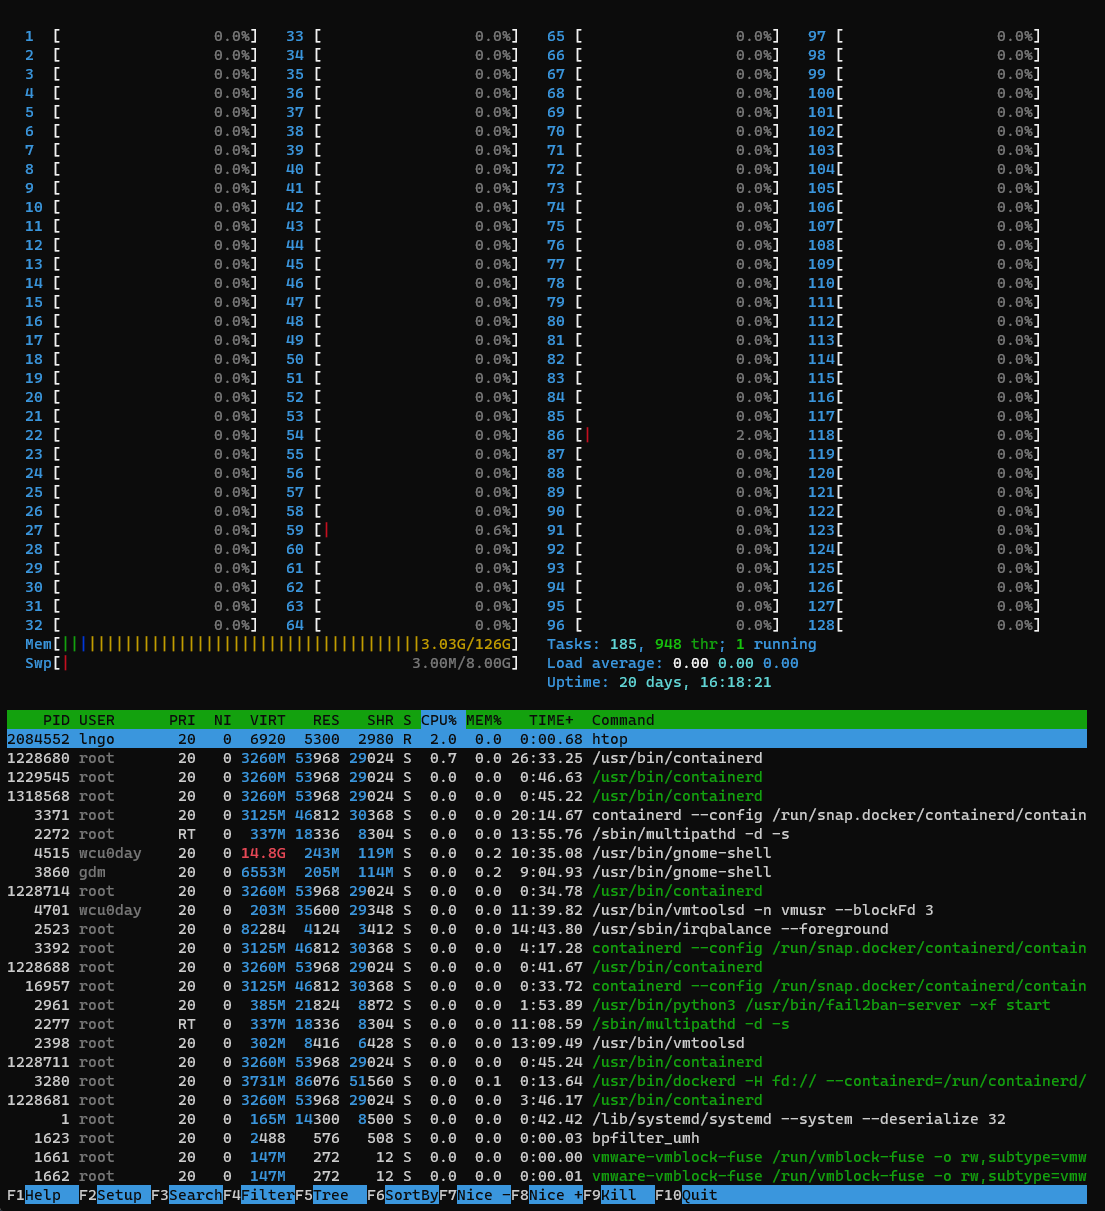 1 [ 0.0%] 33 [ 0.0%] 65 [ 0.0%] 97 [ 0.0%]
2 [ 0.0%] 34 [ 0.0%] 66 [ 0.0%] 98 [ 0.0%]
3 [ 0.0%] 35 [ 0.0%] 67 [ 0.0%] 99 [ 0.0%]
4 [ 0.0%] 36 [ 0.0%] 68 [ 0.0%] 100[ 0.0%]
5 [ 0.0%] 37 [ 0.0%] 69 [ 0.0%] 101[ 0.0%]
6 [ 0.0%] 38 [ 0.0%] 70 [ 0.0%] 102[ 0.0%]
7 [ 0.0%] 39 [ 0.0%] 71 [ 0.0%] 103[ 0.0%]
8 [ 0.0%] 40 [ 0.0%] 72 [ 0.0%] 104[ 0.0%]
9 [ 0.0%] 41 [ 0.0%] 73 [ 0.0%] 105[ 0.0%]
10 [ 0.0%] 42 [ 0.0%] 74 [ 0.0%] 106[ 0.0%]
11 [ 0.0%] 43 [ 0.0%] 75 [ 0.0%] 107[ 0.0%]
12 [ 0.0%] 44 [ 0.0%] 76 [ 0.0%] 108[ 0.0%]
13 [ 0.0%] 45 [ 0.0%] 77 [ 0.0%] 109[ 0.0%]
14 [ 0.0%] 46 [ 0.0%] 78 [ 0.0%] 110[ 0.0%]
15 [ 0.0%] 47 [ 0.0%] 79 [ 0.0%] 111[ 0.0%]
16 [ 0.0%] 48 [ 0.0%] 80 [ 0.0%] 112[ 0.0%]
17 [ 0.0%] 49 [ 0.0%] 81 [ 0.0%] 113[ 0.0%]
18 [ 0.0%] 50 [ 0.0%] 82 [ 0.0%] 114[ 0.0%]
19 [ 0.0%] 51 [ 0.0%] 83 [ 0.0%] 115[ 0.0%]
20 [ 0.0%] 52 [ 0.0%] 84 [ 0.0%] 116[ 0.0%]
21 [ 0.0%] 53 [ 0.0%] 85 [ 0.0%] 117[ 0.0%]
22 [ 0.0%] 54 [ 0.0%] 86 [| 2.0%] 118[ 0.0%]
23 [ 0.0%] 55 [ 0.0%] 87 [ 0.0%] 119[ 0.0%]
24 [ 0.0%] 56 [ 0.0%] 88 [ 0.0%] 120[ 0.0%]
25 [ 0.0%] 57 [ 0.0%] 89 [ 0.0%] 121[ 0.0%]
26 [ 0.0%] 58 [ 0.0%] 90 [ 0.0%] 122[ 0.0%]
27 [ 0.0%] 59 [| 0.6%] 91 [ 0.0%] 123[ 0.0%]
28 [ 0.0%] 60 [ 0.0%] 92 [ 0.0%] 124[ 0.0%]
29 [ 0.0%] 61 [ 0.0%] 93 [ 0.0%] 125[ 0.0%]
30 [ 0.0%] 62 [ 0.0%] 94 [ 0.0%] 126[ 0.0%]
31 [ 0.0%] 63 [ 0.0%] 95 [ 0.0%] 127[ 0.0%]
32 [ 0.0%] 64 [ 0.0%] 96 [ 0.0%] 128[ 0.0%]
Mem[||||||||||||||||||||||||||||||||||||||||3.03G/126G] Tasks: 185, 948 thr; 1 running
Swp[| 3.00M/8.00G] Load average: 0.00 0.00 0.00
Uptime: 20 days, 16:18:21
PID USER PRI NI VIRT RES SHR S CPU% MEM% TIME+ Command
2084552 lngo 20 0 6920 5300 2980 R 2.0 0.0 0:00.68 htop
1228680 root 20 0 3260M 53968 29024 S 0.7 0.0 26:33.25 /usr/bin/containerd
1229545 root 20 0 3260M 53968 29024 S 0.0 0.0 0:46.63 /usr/bin/containerd
1318568 root 20 0 3260M 53968 29024 S 0.0 0.0 0:45.22 /usr/bin/containerd
3371 root 20 0 3125M 46812 30368 S 0.0 0.0 20:14.67 containerd --config /run/snap.docker/containerd/contain
2272 root RT 0 337M 18336 8304 S 0.0 0.0 13:55.76 /sbin/multipathd -d -s
4515 wcu0day 20 0 14.8G 243M 119M S 0.0 0.2 10:35.08 /usr/bin/gnome-shell
3860 gdm 20 0 6553M 205M 114M S 0.0 0.2 9:04.93 /usr/bin/gnome-shell
1228714 root 20 0 3260M 53968 29024 S 0.0 0.0 0:34.78 /usr/bin/containerd
4701 wcu0day 20 0 203M 35600 29348 S 0.0 0.0 11:39.82 /usr/bin/vmtoolsd -n vmusr --blockFd 3
2523 root 20 0 82284 4124 3412 S 0.0 0.0 14:43.80 /usr/sbin/irqbalance --foreground
3392 root 20 0 3125M 46812 30368 S 0.0 0.0 4:17.28 containerd --config /run/snap.docker/containerd/contain
1228688 root 20 0 3260M 53968 29024 S 0.0 0.0 0:41.67 /usr/bin/containerd
16957 root 20 0 3125M 46812 30368 S 0.0 0.0 0:33.72 containerd --config /run/snap.docker/containerd/contain
2961 root 20 0 385M 21824 8872 S 0.0 0.0 1:53.89 /usr/bin/python3 /usr/bin/fail2ban-server -xf start
2277 root RT 0 337M 18336 8304 S 0.0 0.0 11:08.59 /sbin/multipathd -d -s
2398 root 20 0 302M 8416 6428 S 0.0 0.0 13:09.49 /usr/bin/vmtoolsd
1228711 root 20 0 3260M 53968 29024 S 0.0 0.0 0:45.24 /usr/bin/containerd
3280 root 20 0 3731M 86076 51560 S 0.0 0.1 0:13.64 /usr/bin/dockerd -H fd:// --containerd=/run/containerd/
1228681 root 20 0 3260M 53968 29024 S 0.0 0.0 3:46.17 /usr/bin/containerd
1 root 20 0 165M 14300 8500 S 0.0 0.0 0:42.42 /lib/systemd/systemd --system --deserialize 32
1623 root 20 0 2488 576 508 S 0.0 0.0 0:00.03 bpfilter_umh
1661 root 20 0 147M 272 12 S 0.0 0.0 0:00.00 vmware-vmblock-fuse /run/vmblock-fuse -o rw,subtype=vmw
1662 root 20 0 147M 272 12 S 0.0 0.0 0:00.01 vmware-vmblock-fuse /run/vmblock-fuse -o rw,subtype=vmw
F1Help F2Setup F3SearchF4FilterF5Tree F6SortByF7Nice -F8Nice +F9Kill F10Quit